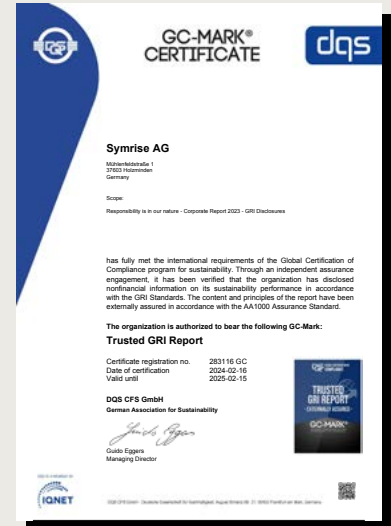 DQS
GC-MARK®
CERTIFICATE
dqs
Symrise AG
Mühlenfeldstraße 1
37603 Holzminden
Germany
Scope:
Responsibility is in our nature - Corporate Report 2023 - GRI Disclosures
has fully met the international requirements of the Global Certification of
Compliance program for sustainability. Through an independent assurance
engagement, it has been verified that the organization has disclosed
nonfinancial information on its sustainability performance in accordance
with the GRI Standards. The content and principles of the report have been
externally assured in accordance with the AA1000 Assurance Standard.
The organization is authorized to bear the following GC-Mark:
Trusted GRI Report
Certificate registration no. 283116 GC
Date of certification 2024-02-16
Valid until 2025-02-15
DQS CFS GmbH
German Association for Sustainability
Guido Eggers
Guido Eggers
Managing Director
TRUSTED
GRI REPORT
EXTERNALLY ASSURED
GC-MARK®
IQNET
DQS CFS GmbH